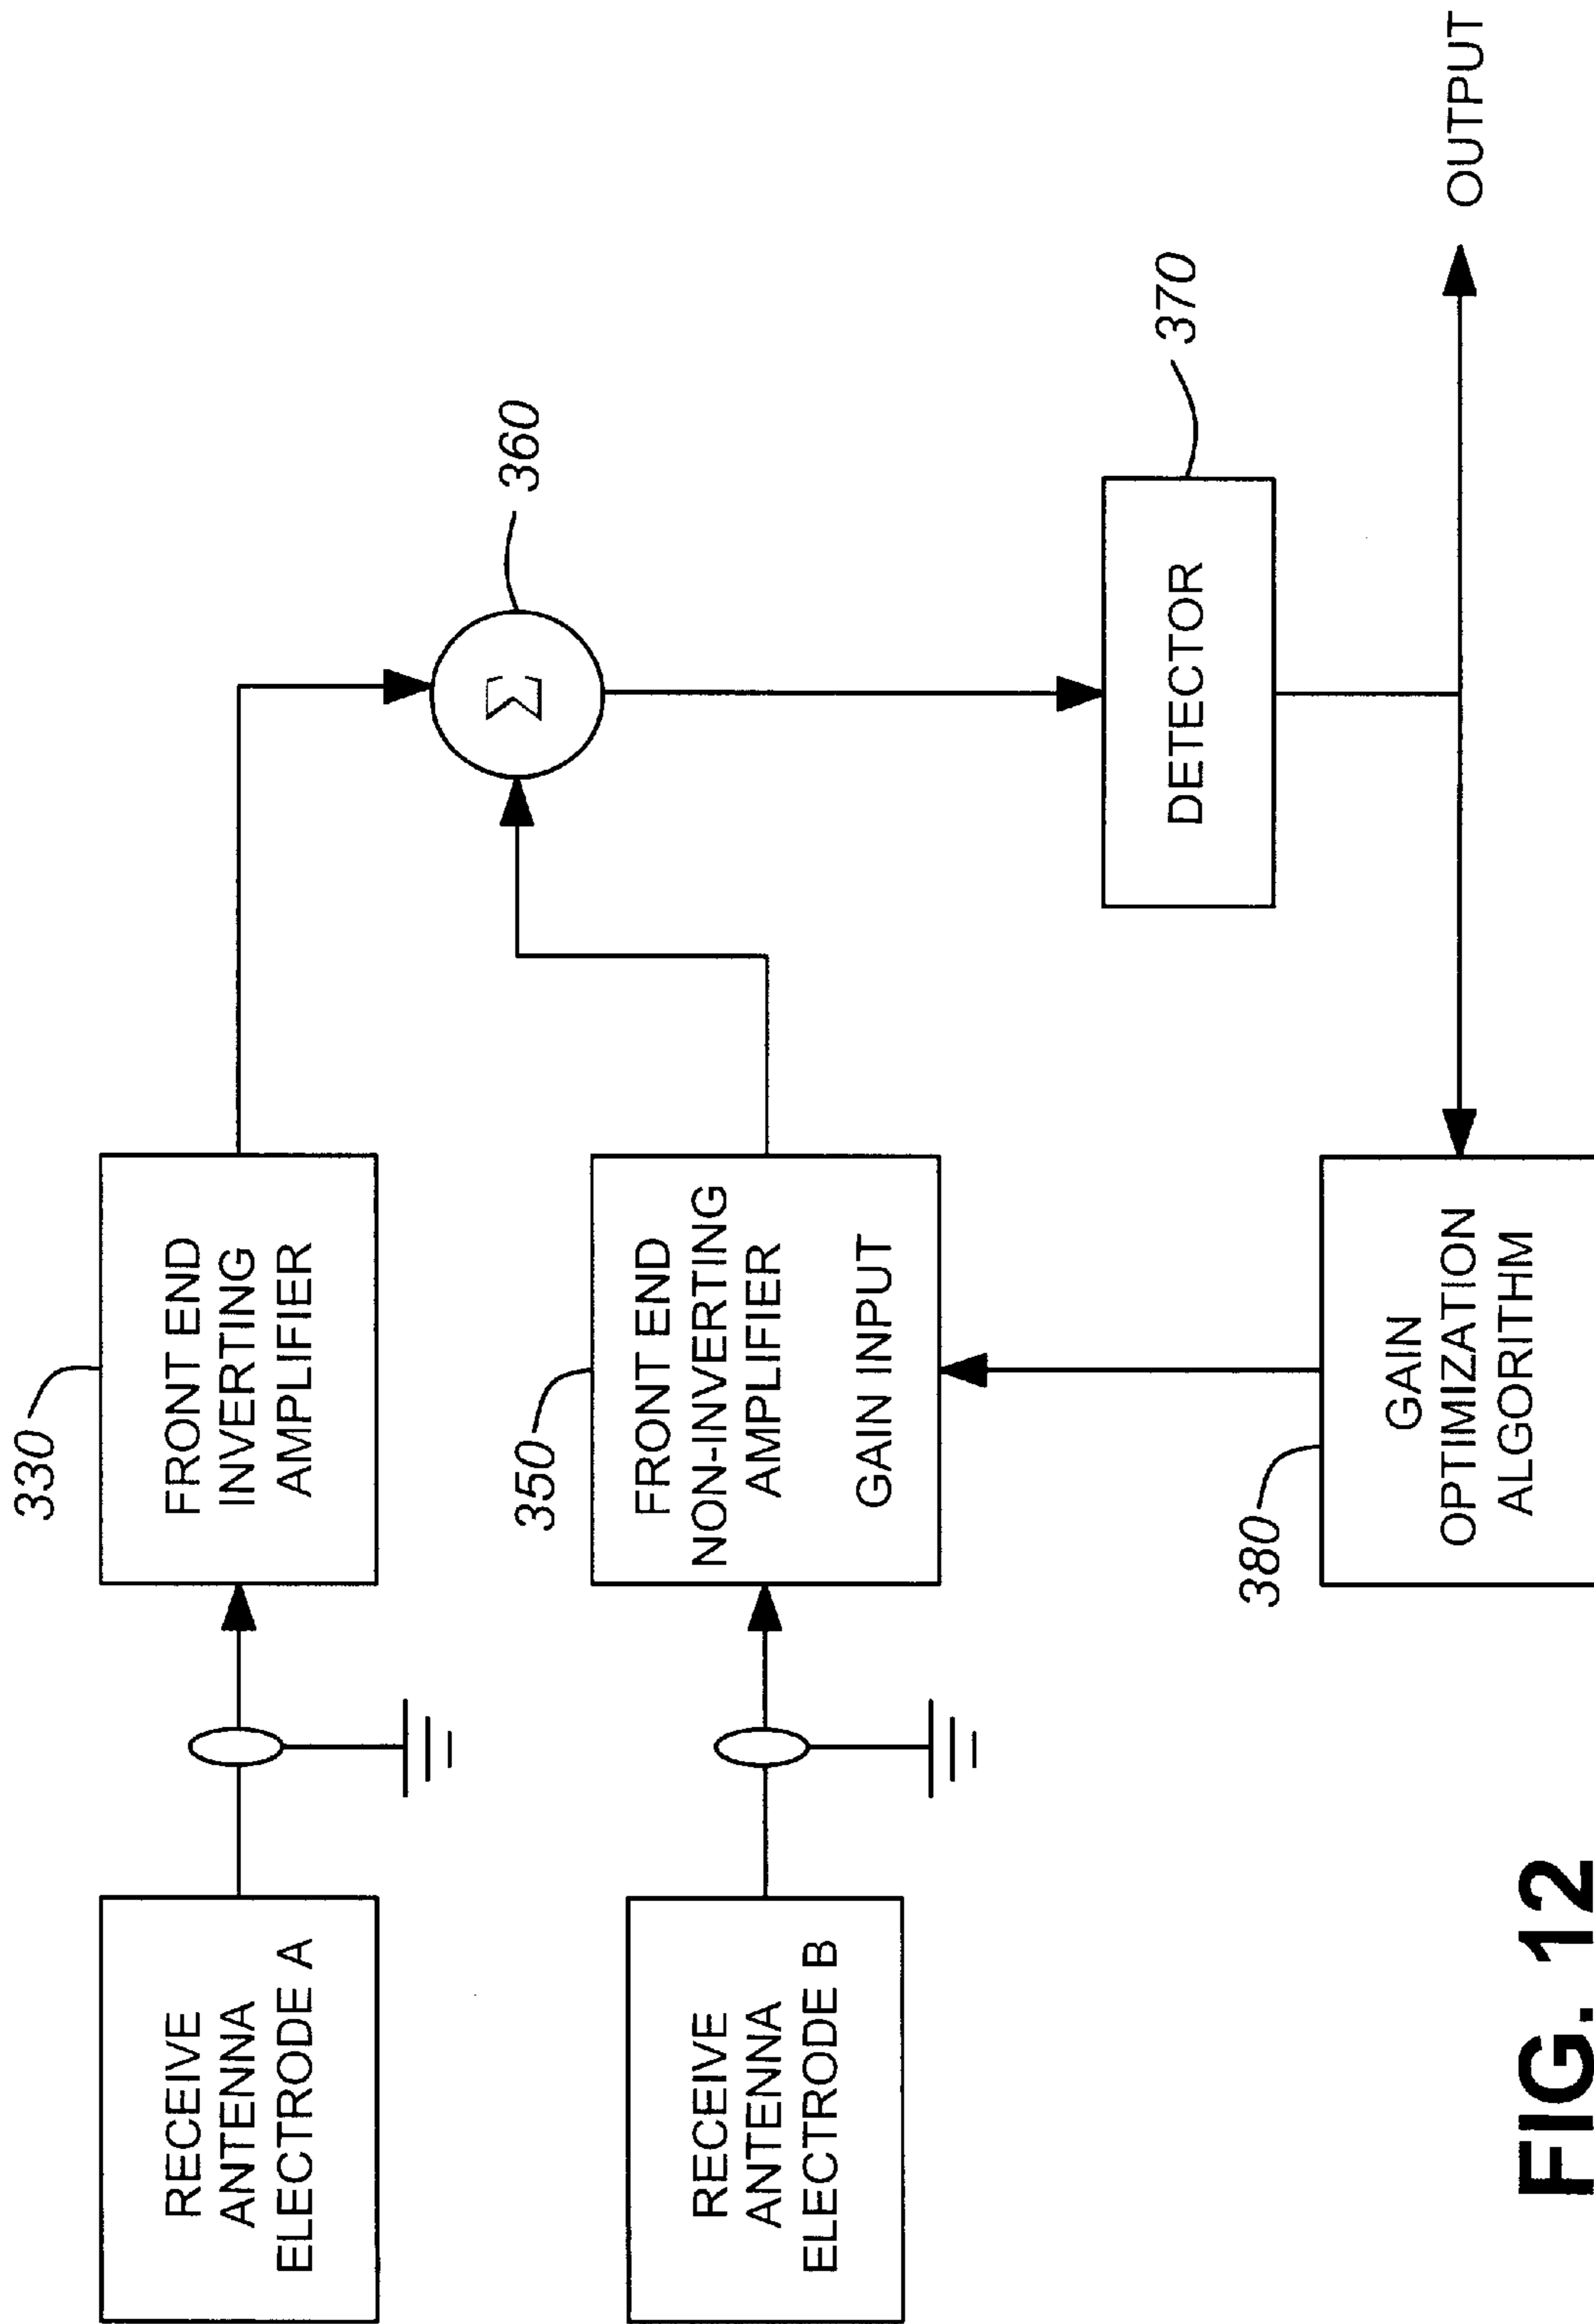 330
350
360
370
380
RECEIVE
ANTENNA
ELECTRODE A
FRONT END
INVERTING
AMPLIFIER
Σ
RECEIVE
ANTENNA
ELECTRODE B
FRONT END
NON-INVERTING
AMPLIFIER
GAIN INPUT
DETECTOR
GAIN
OPTIMIZATION
ALGORITHM
OUTPUT
FIG. 12